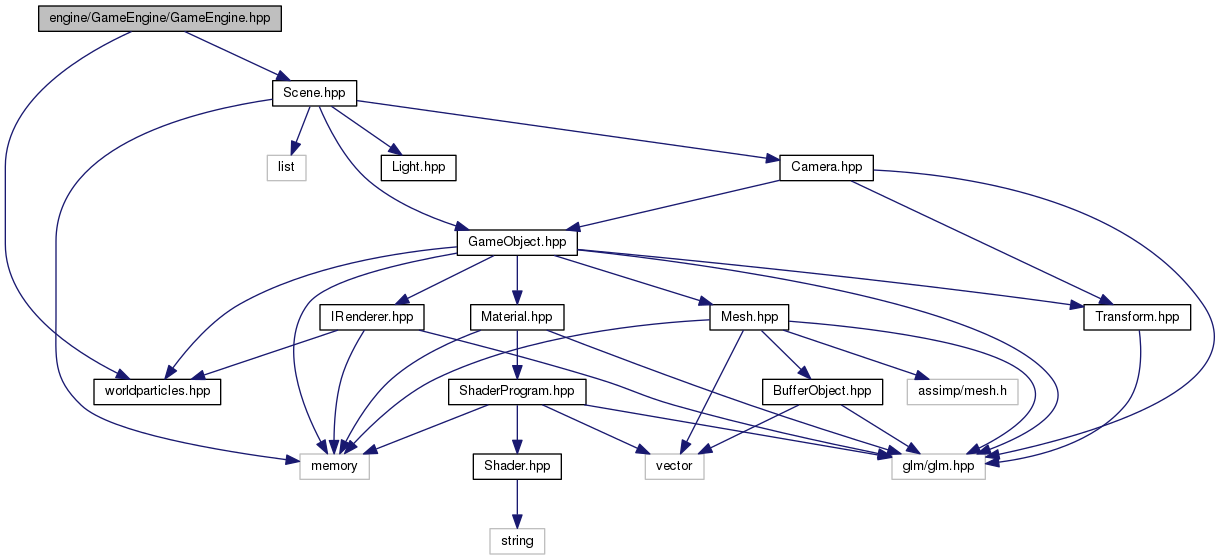 engine/GameEngine/GameEngine.hpp
Scene.hpp
list
Light.hpp
Camera.hpp
GameObject.hpp
IRenderer.hpp
Material.hpp
Mesh.hpp
Transform.hpp
worldparticles.hpp
ShaderProgram.hpp
BufferObject.hpp
assimp/mesh.h
memory
Shader.hpp
vector
glm/glm.hpp
string